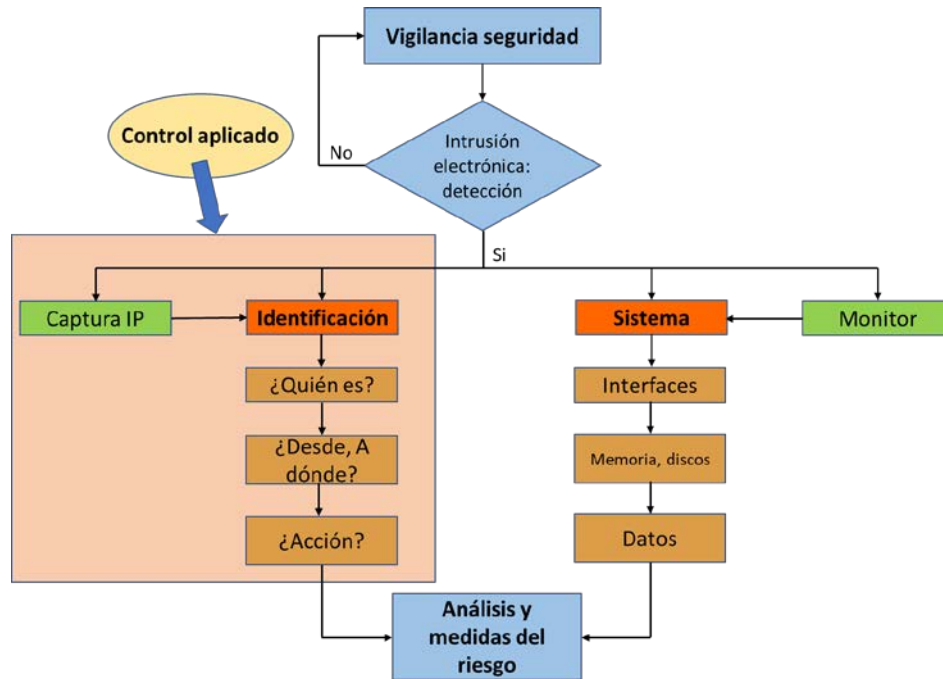 Vigilancia seguridad
Control aplicado
No
Intrusión
electrónica:
detección
Si
Captura IP
Identificación
Sistema
Monitor
¿Quién es?
Interfaces
¿Desde, A
dónde?
Memoria, discos
¿Acción?
Datos
Análisis y
medidas del
riesgo